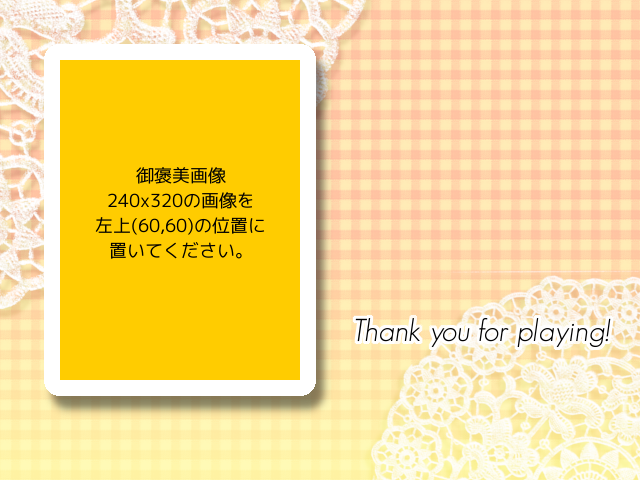 御褒美画像
240x320の画像を
左上(60,60)の位置に
置いてください。
Thank you for playing!